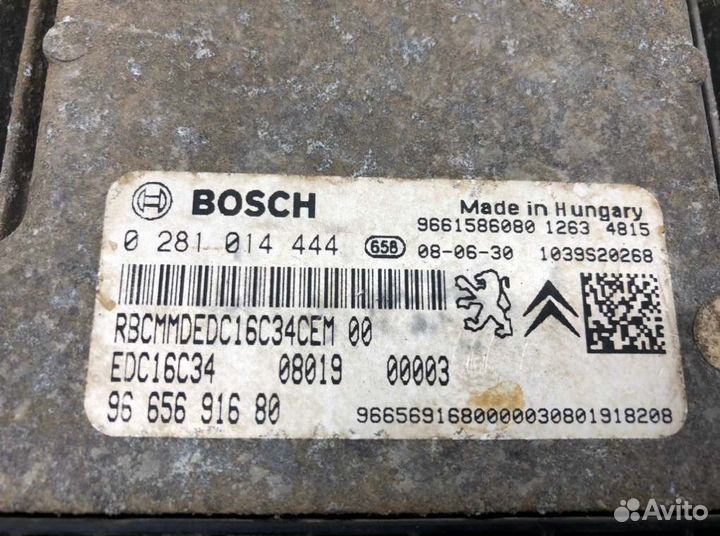 BOSCH
Made in Hungary
9661586080 1263 4815
0 281 014 444 658 08-06-30 1039S20268
RBCMMDEDC16C34CEM 00
EDC16C34 08019 00003
96 656 916 80 9665691680000030801918208
Avito